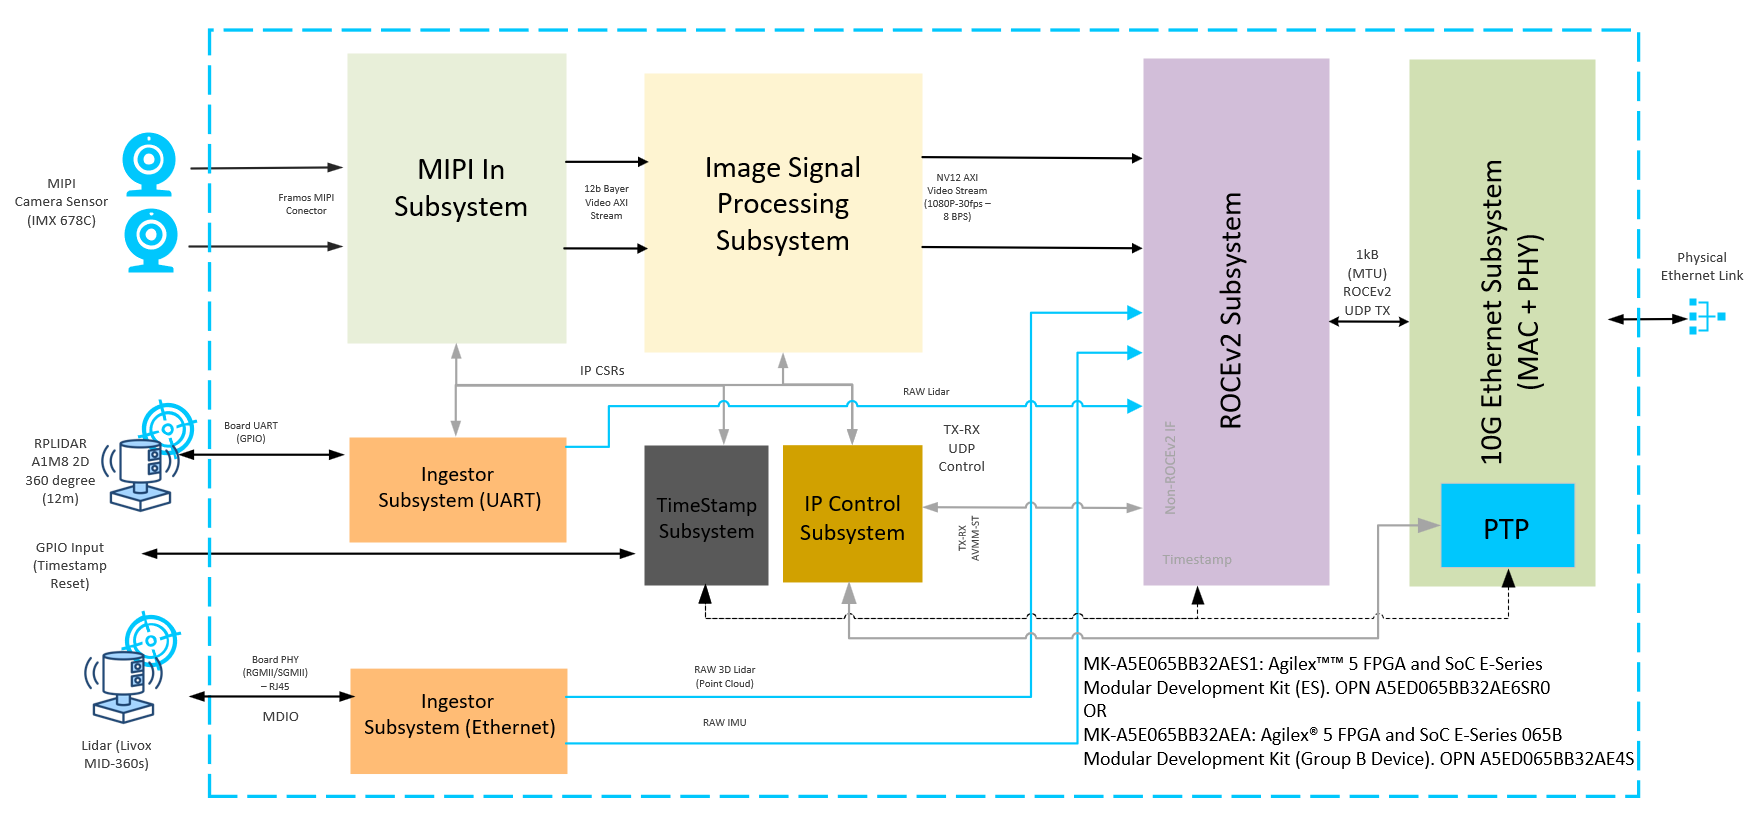 MIPI
Camera Sensor
(IMX 678C)
Framos MIPI
Conector
MIPI In
Subsystem
12b Bayer
Video AXI
Stream
Image Signal
Processing
Subsystem
NV12 AXI
Video Stream
(1080P-30fps –
8 BPS)
ROCEv2 Subsystem
Non-ROCEv2 IF
Timestamp
1kB
(MTU)
ROCEv2
UDP TX
10G Ethernet Subsystem
(MAC + PHY)
PTP
Physical
Ethernet Link
IP CSRs
RAW Lidar
RPLIDAR
A1M8 2D
360 degree
(12m)
Board UART
(GPIO)
Ingestor
Subsystem (UART)
TimeStamp
Subsystem
IP Control
Subsystem
TX-RX
UDP
Control
TX-RX
AVMM-ST
GPIO Input
(Timestamp
Reset)
Board PHY
(RGMII/SGMII)
– RJ45
MDIO
Lidar (Livox
MID-360s)
Ingestor
Subsystem (Ethernet)
RAW 3D Lidar
(Point Cloud)
RAW IMU
MK-A5E065BB32AES1: Agilex™™ 5 FPGA and SoC E-Series
Modular Development Kit (ES). OPN A5ED065BB32AE6SR0
OR
MK-A5E065BB32AEA: Agilex® 5 FPGA and SoC E-Series 065B
Modular Development Kit (Group B Device). OPN A5ED065BB32AE4S